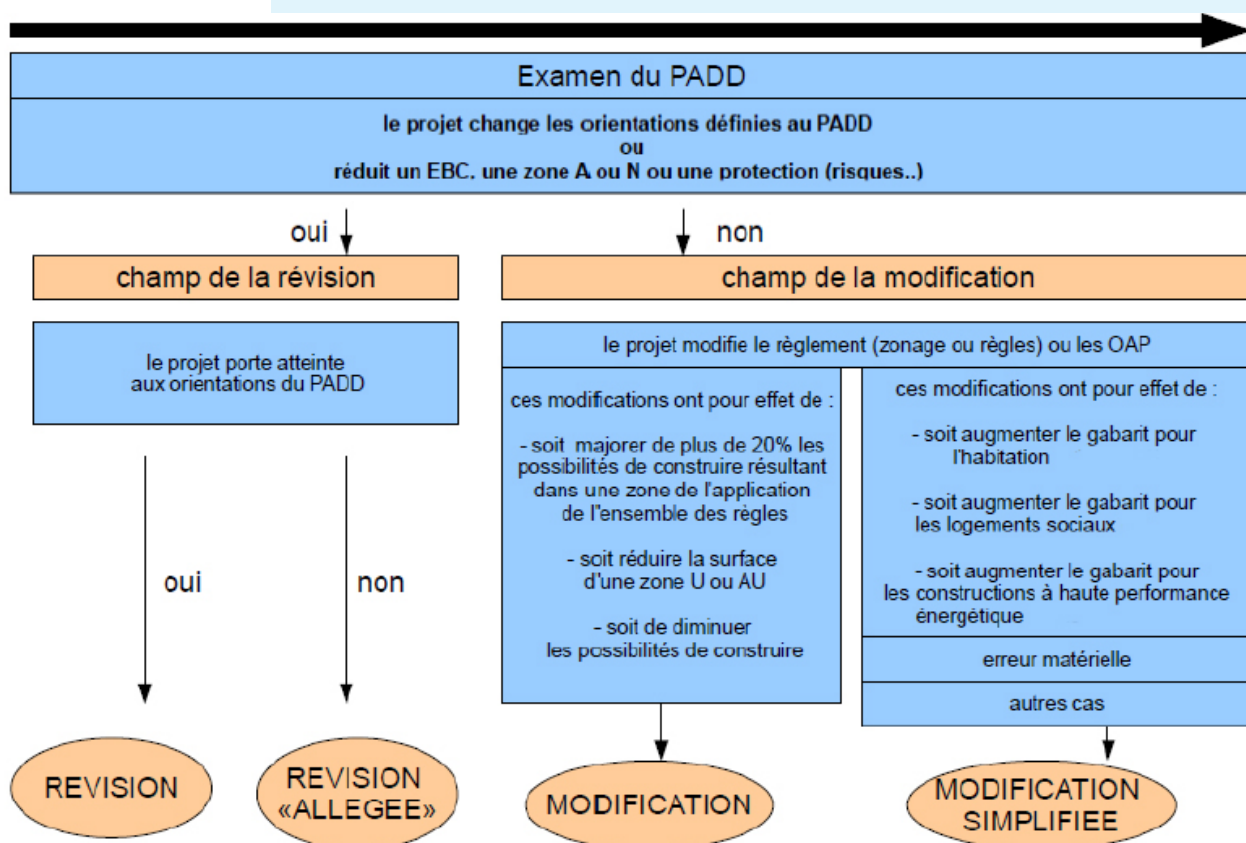 Examen du PADD
le projet change les orientations définies au PADD
ou
réduit un EBC, une zone A ou N ou une protection (risques..)
oui
non
champ de la révision
champ de la modification
le projet porte atteinte
aux orientations du PADD
le projet modifie le règlement (zonage ou règles) ou les OAP
ces modifications ont pour effet de :
- soit majorer de plus de 20% les
possibilités de construire résultant
dans une zone de l'application
de l'ensemble des règles
- soit réduire la surface
d'une zone U ou AU
- soit de diminuer
les possibilités de construire
ces modifications ont pour effet de :
- soit augmenter le gabarit pour
l'habitation
- soit augmenter le gabarit pour
les logements sociaux
- soit augmenter le gabarit pour
les constructions à haute performance
énergétique
erreur matérielle
autres cas
oui
non
REVISION
REVISION
«ALLEGEE»
MODIFICATION
MODIFICATION
SIMPLIFIEE